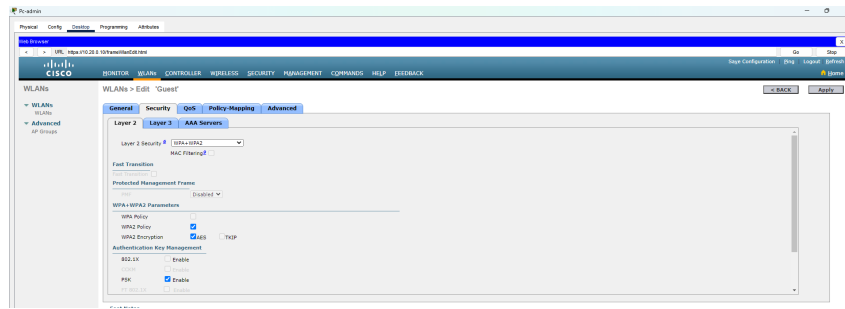 Pc-admin
Physical Config Desktop Programming Attributes
Web Browser X
< > URL https://10.20.0.10/frameWlanEdit.html Go Stop
Save Configuration Ping Logout Refresh
CISCO MONITOR WLANs CONTROLLER WIRELESS SECURITY MANAGEMENT COMMANDS HELP FEEDBACK Home
WLANs WLANs > Edit 'Guest' < BACK Apply
WLANs
WLANs
Advanced
AP Groups
General Security QoS Policy-Mapping Advanced
Layer 2 Layer 3 AAA Servers
Layer 2 Security WPA+WPA2
MAC Filtering
Fast Transition
Fast Transition
Protected Management Frame
PMF Disabled
WPA+WPA2 Parameters
WPA Policy
WPA2 Policy
WPA2 Encryption AES TKIP
Authentication Key Management
802.1X Enable
CCKM Enable
PSK Enable
FT 802.1X Enable